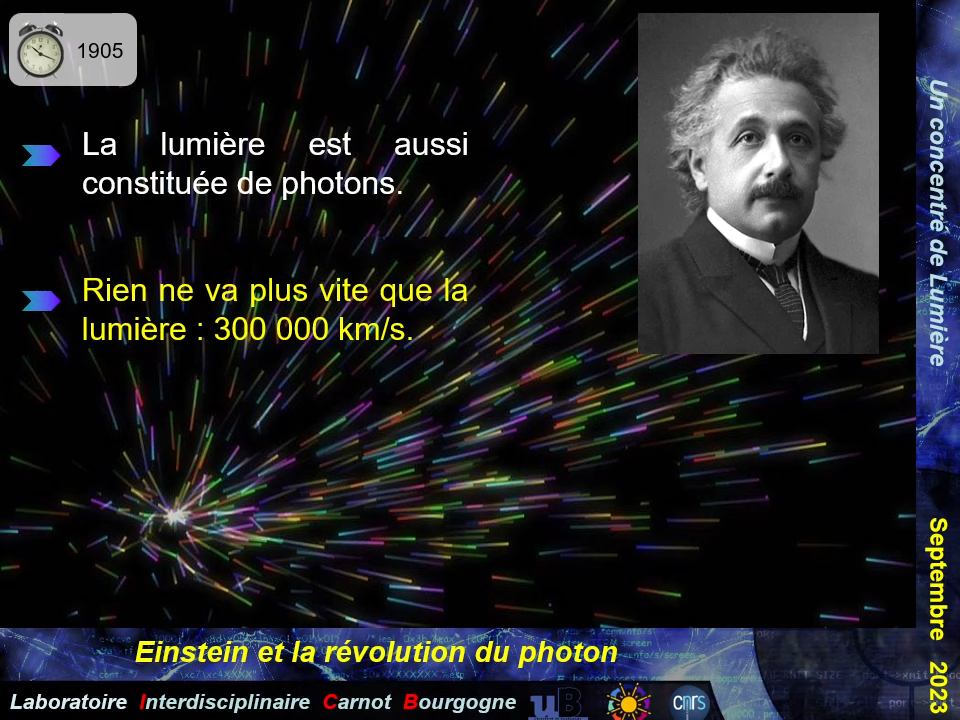 1905
La lumière est aussi
constituée de photons.
Rien ne va plus vite que la
lumière : 300 000 km/s.
Un concentré de Lumière
Septembre 2023
Einstein et la révolution du photon
Laboratoire Interdisciplinaire Carnot Bourgogne
uB
cnrs